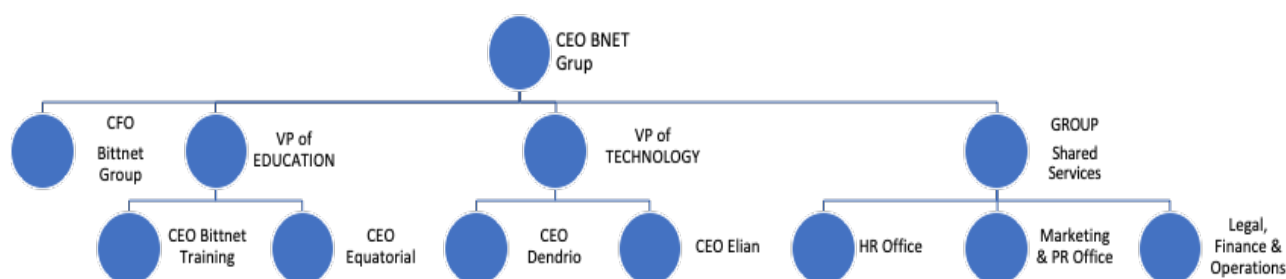 CEO BNET
Grup
CFO
Bittnet
Group
VP of
EDUCATION
VP of
TECHNOLOGY
GROUP
Shared
Services
CEO Bittnet
Training
CEO
Equatorial
CEO
Dendrio
CEO Elian
HR Office
Marketing
& PR Office
Legal,
Finance &
Operations